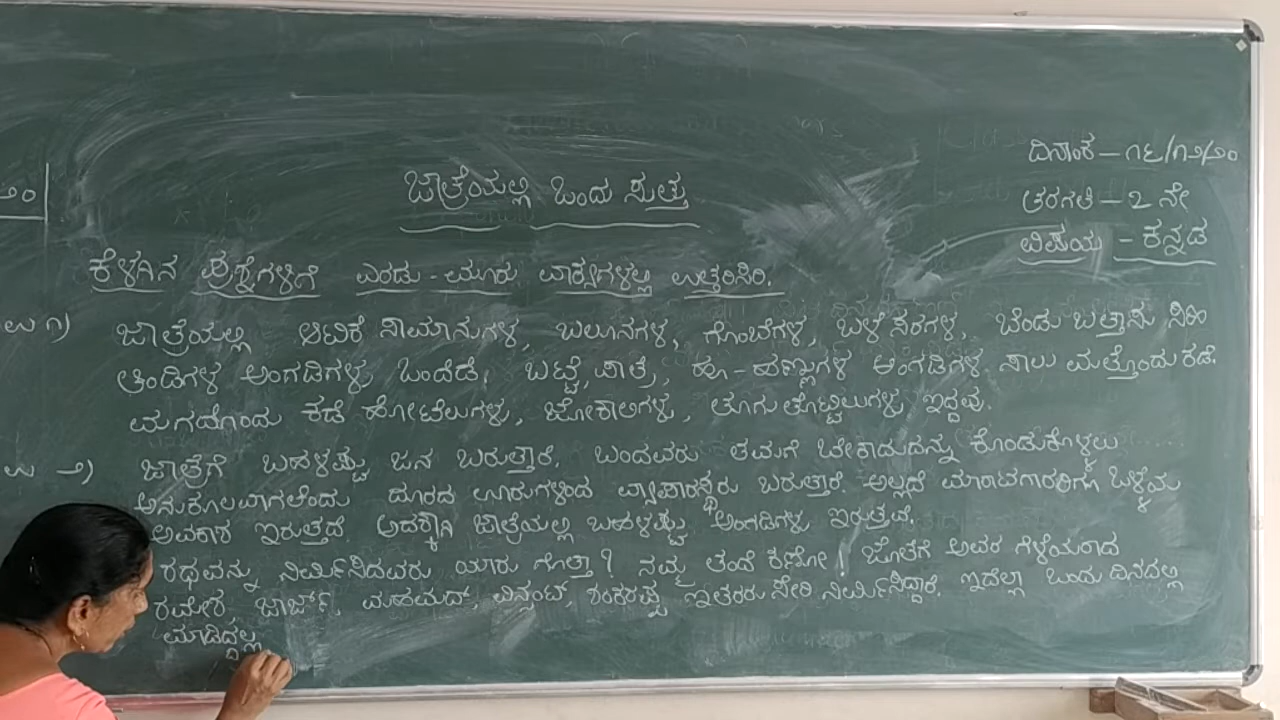 ದಿನಾಂಕ – ೧೬/೧೨/೨೦
೨೦
ಜಾತ್ರೆಯಲ್ಲಿ ಒಂದು ಸುತ್ತು
ತರಗತಿ – ೭ ನೇ
ವಿಷಯ – ಕನ್ನಡ
ಕೆಳಗಿನ ಪ್ರಶ್ನೆಗಳಿಗೆ ಎರಡು - ಮೂರು ವಾಕ್ಯಗಳಲ್ಲಿ ಉತ್ತರಿಸಿರಿ.
೧) ಜಾತ್ರೆಯಲ್ಲಿ ಆಟಿಕೆ ಸಾಮಾನುಗಳ, ಬಲೂನಗಳ, ಗೊಂಬೆಗಳ, ಬಳೆ ಸರಗಳ, ಬೆಂಡು ಬತ್ತಾಸು ಸಿಹಿ
ತಿಂಡಿಗಳ ಅಂಗಡಿಗಳು ಒಂದೆಡೆ, ಬಟ್ಟೆ, ಪಾತ್ರೆ, ಹೂ - ಹಣ್ಣುಗಳ ಅಂಗಡಿಗಳ ಸಾಲು ಮತ್ತೊಂದು ಕಡೆ.
ಮಗದೊಂದು ಕಡೆ ಹೋಟೆಲುಗಳು, ಜೋಕಾಲಿಗಳು, ತೂಗುತೊಟ್ಟಿಲುಗಳು ಇದ್ದವು.
೨) ಜಾತ್ರೆಗೆ ಬಹಳಷ್ಟು ಜನ ಬರುತ್ತಾರೆ. ಬಂದವರು ತಮಗೆ ಬೇಕಾದುದನ್ನು ಕೊಂಡುಕೊಳ್ಳಲು
ಅನುಕೂಲವಾಗಲೆಂದು ದೂರದ ಊರುಗಳಿಂದ ವ್ಯಾಪಾರಸ್ಥರು ಬರುತ್ತಾರೆ. ಅಲ್ಲದೆ ಮಾರಾಟಗಾರರಿಗೂ ಒಳ್ಳೆಯ
ಅವಕಾಶ ಇರುತ್ತದೆ ಅದಕ್ಕಾಗಿ ಜಾತ್ರೆಯಲ್ಲಿ ಬಹಳಷ್ಟು ಅಂಗಡಿಗಳು ಇರುತ್ತವೆ.
ರಥವನ್ನು ನಿರ್ಮಿಸಿದವರು ಯಾರು ಗೊತ್ತಾ? ನಮ್ಮ ತಂದೆ ಕಣೋ! ಜೊತೆಗೆ ಅವರ ಗೆಳೆಯರಾದ
ರಮೇಶ, ಜಾರ್ಜ್, ಮಹಮದ್, ವಿನ್ಸಂಟ್, ಶಂಕರಪ್ಪ ಇತರರು ಸೇರಿ ನಿರ್ಮಿಸಿದ್ದಾರೆ. ಇದೆಲ್ಲಾ ಒಂದು ದಿನದಲ್ಲಿ
ಮಾಡಿದ್ದಲ್ಲ